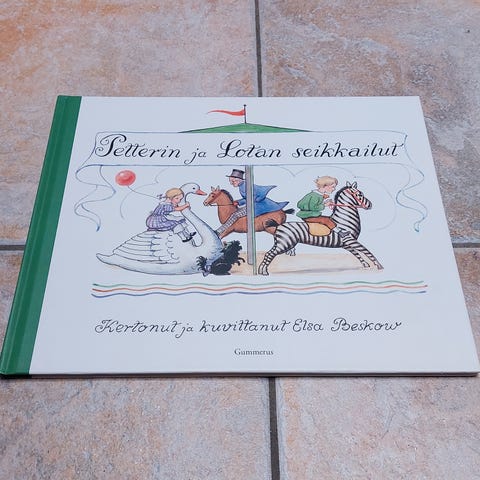 Petterin ja Lotan seikkailut
Kertonut ja kuvittanut Elsa Beskow
Gummerus